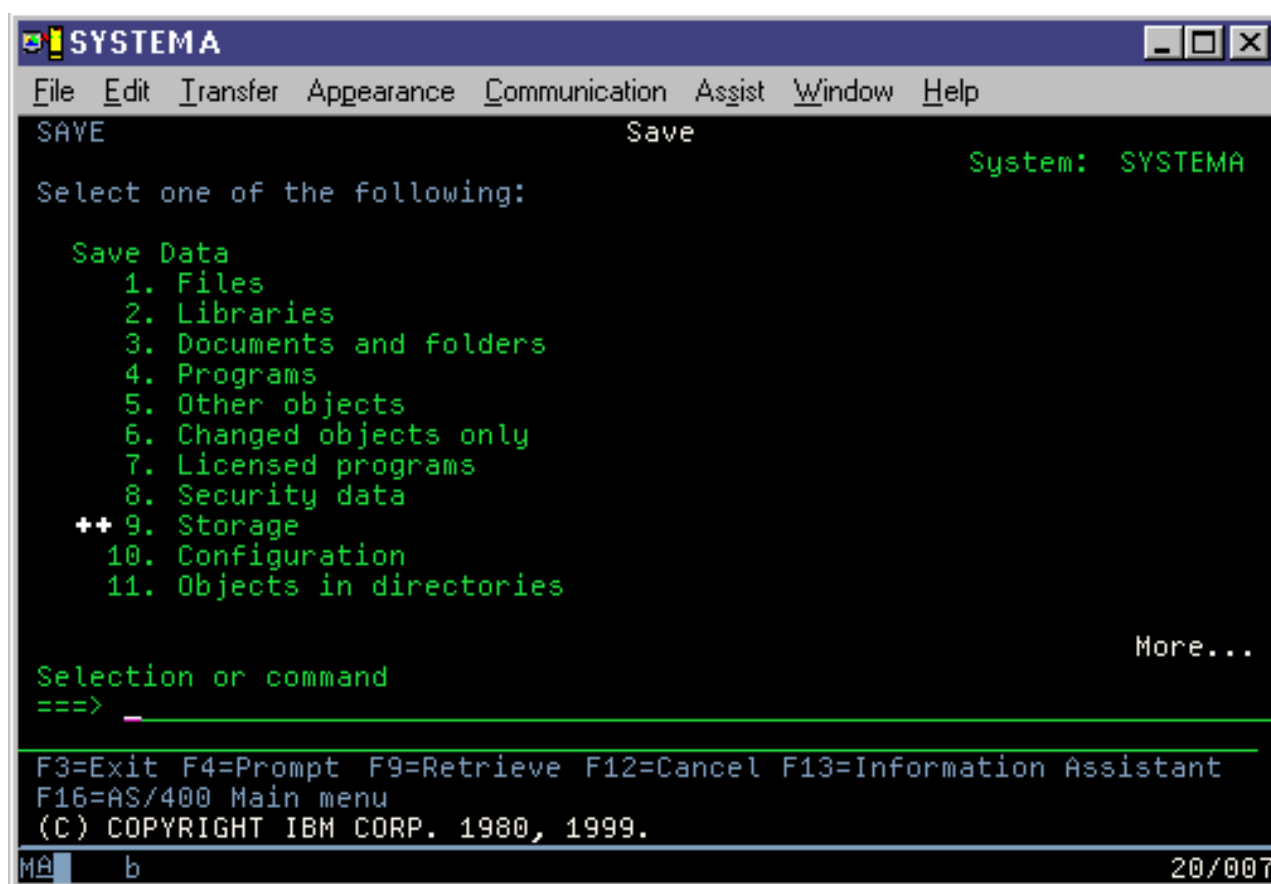 SYSTEMA
File Edit Transfer Appearance Communication Assist Window Help
SAVE Save
System: SYSTEMA
Select one of the following:
Save Data
1. Files
2. Libraries
3. Documents and folders
4. Programs
5. Other objects
6. Changed objects only
7. Licensed programs
8. Security data
++ 9. Storage
10. Configuration
11. Objects in directories
More...
Selection or command
===> _
F3=Exit F4=Prompt F9=Retrieve F12=Cancel F13=Information Assistant
F16=AS/400 Main menu
(C) COPYRIGHT IBM CORP. 1980, 1999.
MA b 20/007